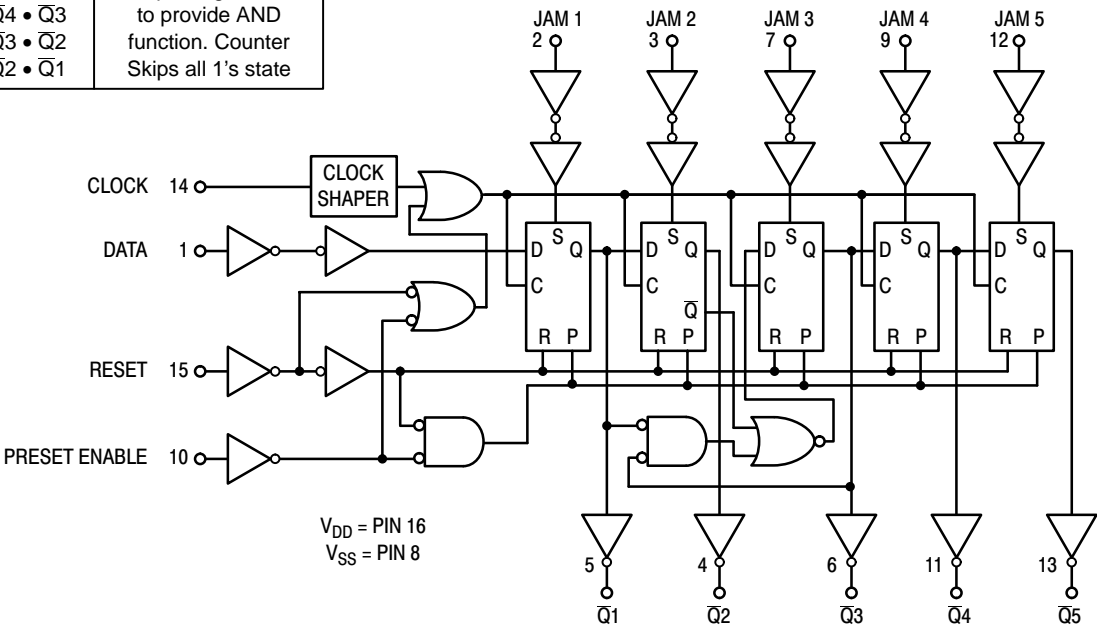 Q̅4 • Q̅3
Q̅3 • Q̅2
Q̅2 • Q̅1
to provide AND
function. Counter
Skips all 1's state
JAM 1
2
JAM 2
3
JAM 3
7
JAM 4
9
JAM 5
12
CLOCK 14
CLOCK
SHAPER
DATA 1
S
D Q
C
R P
S
D Q
C
Q̅
R P
S
D Q
C
R P
S
D Q
C
R P
S
D Q
C
R P
RESET 15
PRESET ENABLE 10
VDD = PIN 16
VSS = PIN 8
5
Q̅1
4
Q̅2
6
Q̅3
11
Q̅4
13
Q̅5